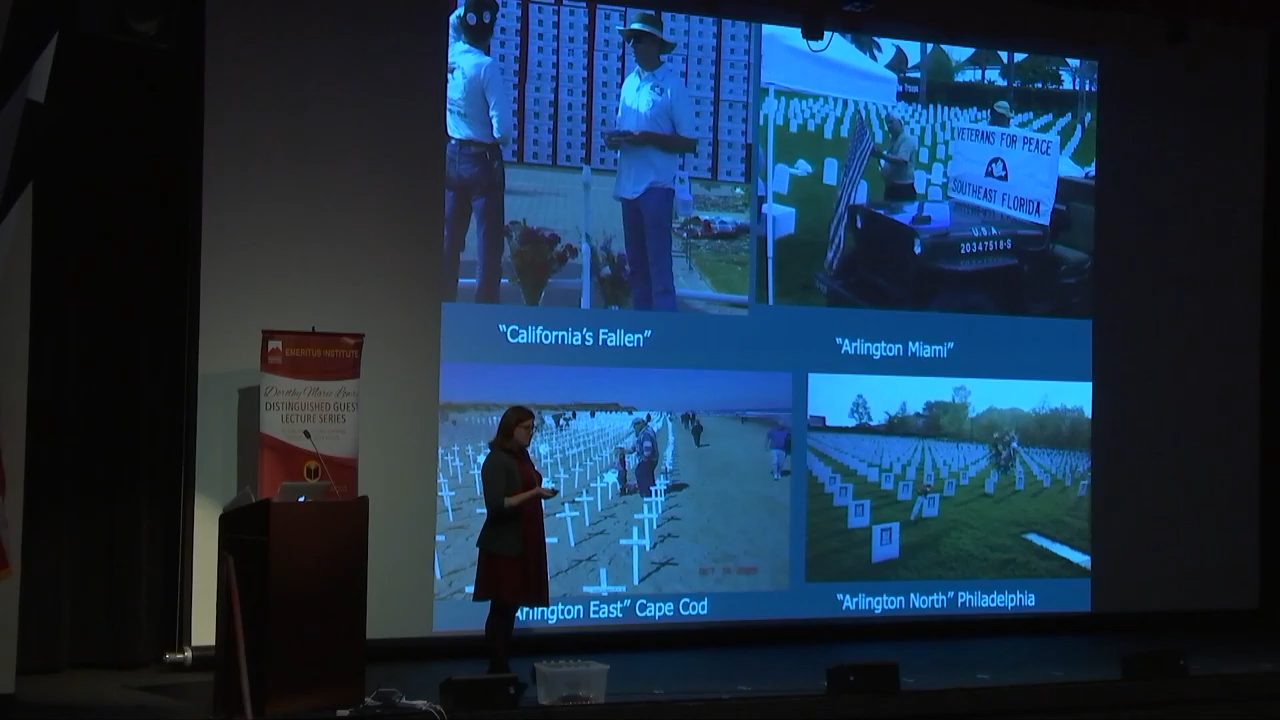 VETERANS FOR PEACE
SOUTHEAST FLORIDA
U.S.A.
20347518-S
"California's Fallen"
"Arlington Miami"
EMERITUS INSTITUTE
DISTINGUISHED GUEST
LECTURE SERIES
"Arlington East" Cape Cod
"Arlington North" Philadelphia